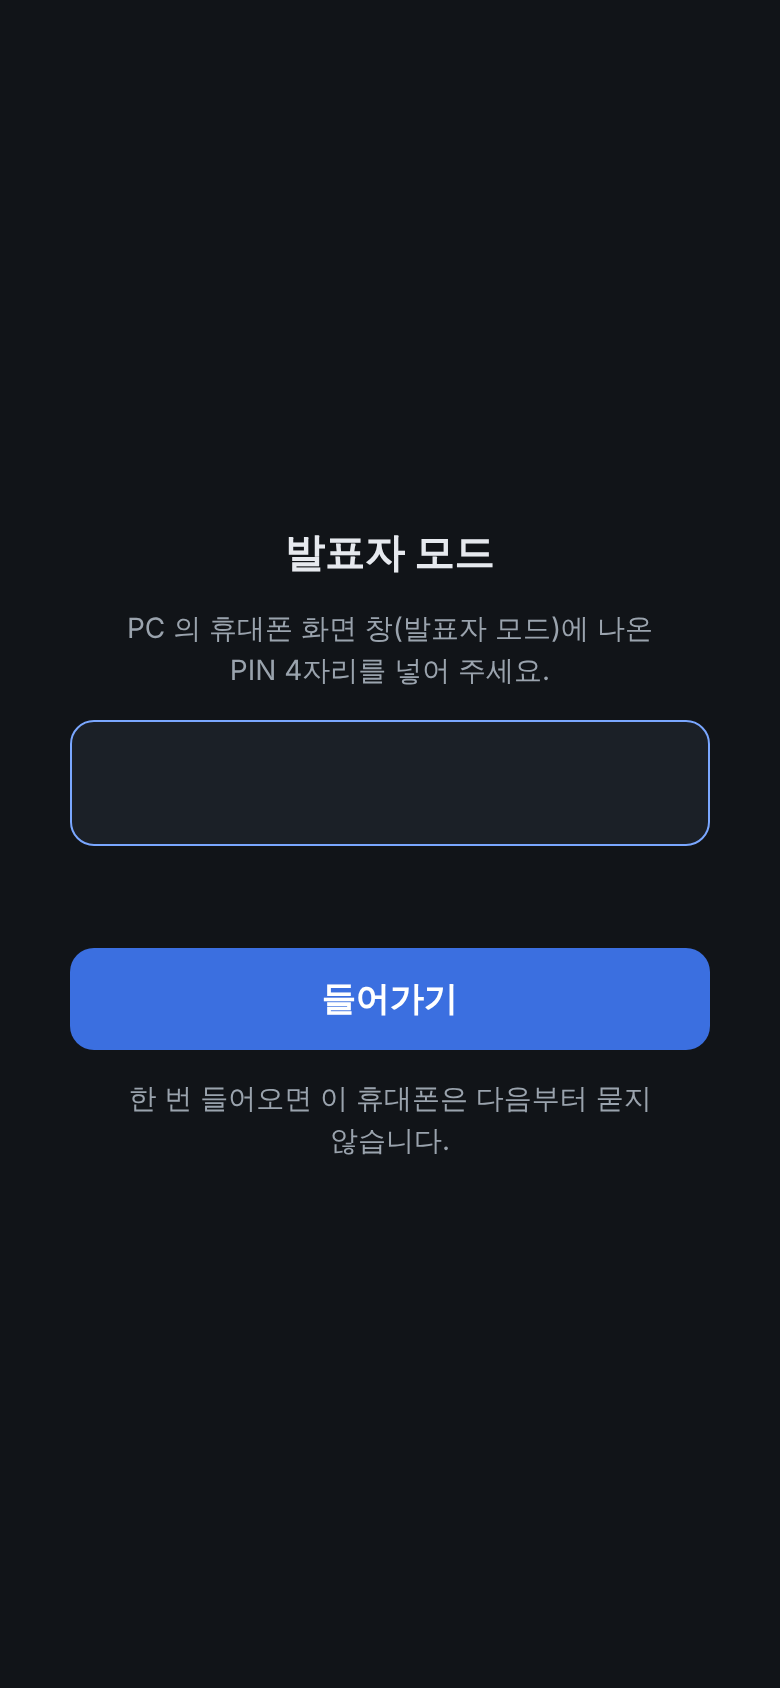 발표자 모드
PC 의 휴대폰 화면 창(발표자 모드)에 나온
PIN 4자리를 넣어 주세요.
들어가기
한 번 들어오면 이 휴대폰은 다음부터 묻지
않습니다.